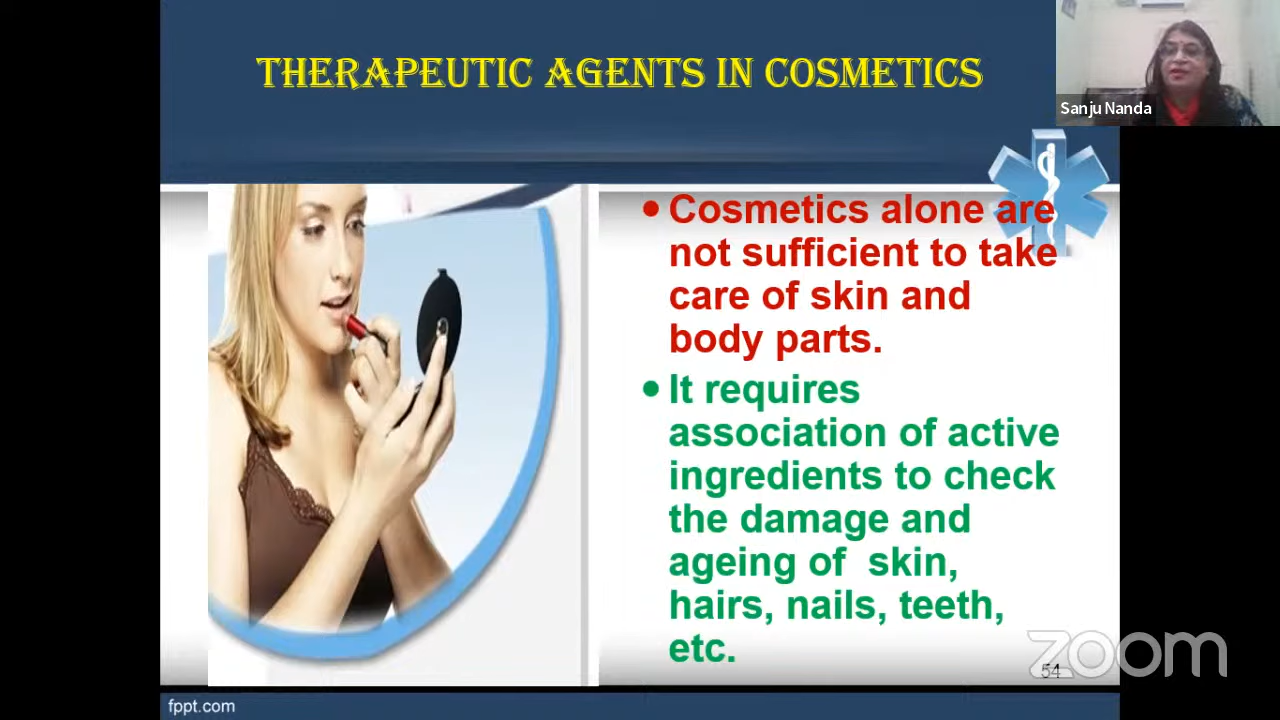 THERAPEUTIC AGENTS IN COSMETICS
Sanju Nanda
• Cosmetics alone are
not sufficient to take
care of skin and
body parts.
• It requires
association of active
ingredients to check
the damage and
ageing of  skin,
hairs, nails, teeth,
etc.
zoom
54
fppt.com